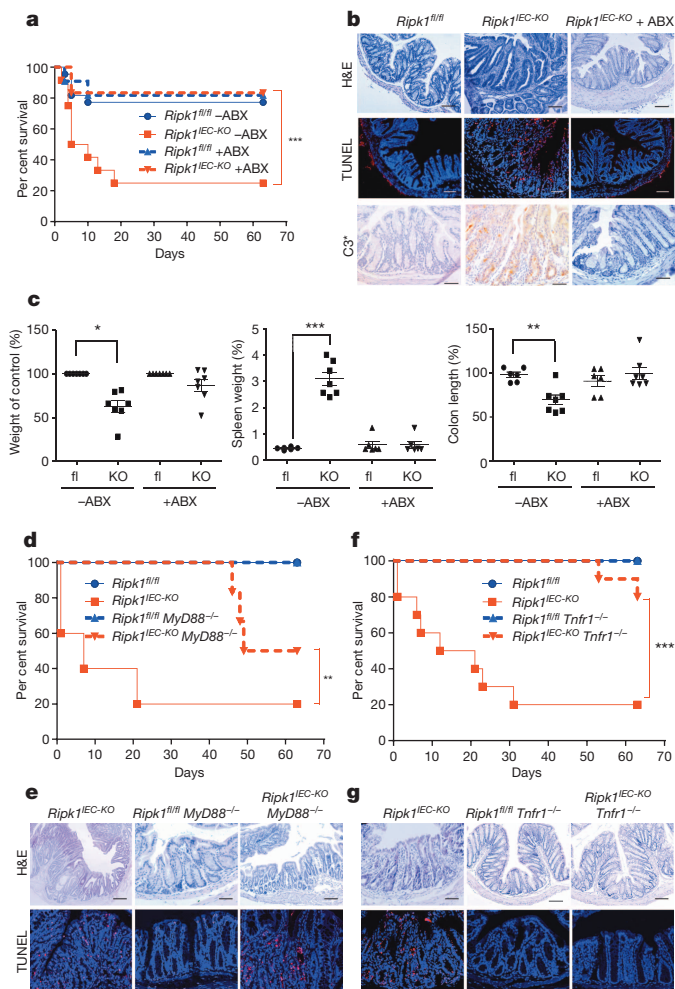 a
Per cent survival
100
80
60
40
20
0
0 10 20 30 40 50 60 70
Days
Ripk1fl/fl –ABX
Ripk1IEC-KO –ABX
Ripk1fl/fl +ABX
Ripk1IEC-KO +ABX
***
b
Ripk1fl/fl Ripk1IEC-KO Ripk1IEC-KO + ABX
H&E
TUNEL
C3*
c
Weight of control (%)
150
100
50
0
*
fl KO fl KO
–ABX +ABX
Spleen weight (%)
5
4
3
2
1
0
***
fl KO fl KO
–ABX +ABX
Colon length (%)
150
100
50
0
**
fl KO fl KO
–ABX +ABX
d
Per cent survival
100
80
60
40
20
0
0 10 20 30 40 50 60 70
Days
Ripk1fl/fl
Ripk1IEC-KO
Ripk1fl/fl MyD88–/–
Ripk1IEC-KO MyD88–/–
**
f
Per cent survival
100
80
60
40
20
0
0 10 20 30 40 50 60 70
Days
Ripk1fl/fl
Ripk1IEC-KO
Ripk1fl/fl Tnfr1–/–
Ripk1IEC-KO Tnfr1–/–
***
e
Ripk1IEC-KO Ripk1fl/fl MyD88–/– Ripk1IEC-KO
MyD88–/–
H&E
TUNEL
g
Ripk1IEC-KO Ripk1fl/fl Tnfr1–/– Ripk1IEC-KO
Tnfr1–/–
H&E
TUNEL